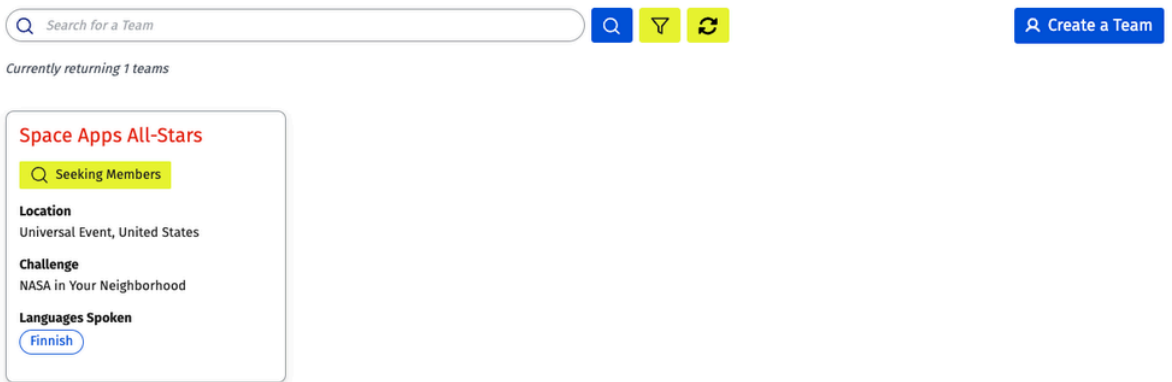 Search for a Team
Create a Team
Currently returning 1 teams
Space Apps All-Stars
Seeking Members
Location
Universal Event, United States
Challenge
NASA in Your Neighborhood
Languages Spoken
Finnish